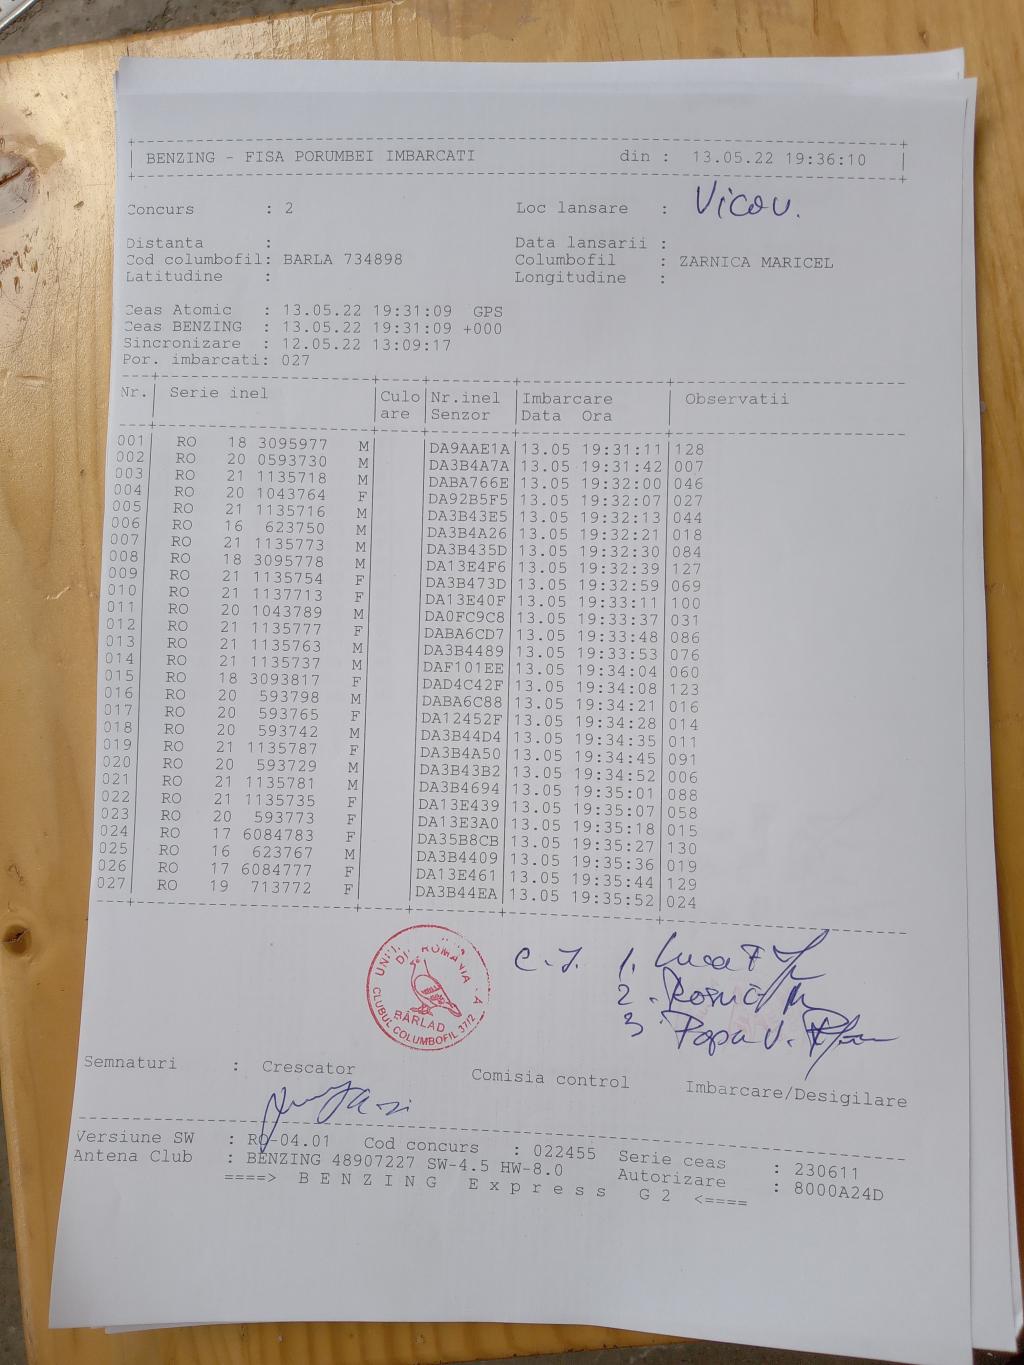 BENZING - FISA PORUMBEI IMBARCATI din : 13.05.22 19:36:10
Concurs : 2 Loc lansare : Vicov.
Distanta : Data lansarii :
Cod columbofil: BARLA 734898 Columbofil : ZARNICA MARICEL
Latitudine : Longitudine :
Ceas Atomic : 13.05.22 19:31:09 GPS
Ceas BENZING : 13.05.22 19:31:09 +000
Sincronizare : 12.05.22 13:09:17
Por. imbarcati: 027
Nr. Serie inel Culo Nr.inel Imbarcare Observatii
are Senzor Data Ora
001 RO 18 3095977 M DA9AAE1A 13.05 19:31:11 128
002 RO 20 0593730 M DA3B4A7A 13.05 19:31:42 007
003 RO 21 1135718 M DABA766E 13.05 19:32:00 046
004 RO 20 1043764 F DA92B5F5 13.05 19:32:07 027
005 RO 21 1135716 M DA3B43E5 13.05 19:32:13 044
006 RO 16 623750 M DA3B4A26 13.05 19:32:21 018
007 RO 21 1135773 M DA3B435D 13.05 19:32:30 084
008 RO 18 3095778 M DA13E4F6 13.05 19:32:39 127
009 RO 21 1135754 F DA3B473D 13.05 19:32:59 069
010 RO 21 1137713 F DA13E40F 13.05 19:33:11 100
011 RO 20 1043789 M DA0FC9C8 13.05 19:33:37 031
012 RO 21 1135777 F DABA6CD7 13.05 19:33:48 086
013 RO 21 1135763 M DA3B4489 13.05 19:33:53 076
014 RO 21 1135737 M DAF101EE 13.05 19:34:04 060
015 RO 18 3093817 F DAD4C42F 13.05 19:34:08 123
016 RO 20 593798 M DABA6C88 13.05 19:34:21 016
017 RO 20 593765 F DA12452F 13.05 19:34:28 014
018 RO 20 593742 M DA3B44D4 13.05 19:34:35 011
019 RO 21 1135787 F DA3B4A50 13.05 19:34:45 091
020 RO 20 593729 M DA3B43B2 13.05 19:34:52 006
021 RO 21 1135781 M DA3B4694 13.05 19:35:01 088
022 RO 21 1135735 F DA13E439 13.05 19:35:07 058
023 RO 20 593773 F DA13E3A0 13.05 19:35:18 015
024 RO 17 6084783 F DA35B8CB 13.05 19:35:27 130
025 RO 16 623767 M DA3B4409 13.05 19:35:36 019
026 RO 17 6084777 F DA13E461 13.05 19:35:44 129
027 RO 19 713772 F DA3B44EA 13.05 19:35:52 024
ROMÂNIA
BÂRLAD
CLUBUL COLUMBOFIL 37/2
1.
2.
3. Popa V.
Semnaturi : Crescator Comisia control Imbarcare/Desigilare
Versiune SW : RO-04.01 Cod concurs : 022455 Serie ceas : 230611
Antena Club : BENZING 48907227 SW-4.5 HW-8.0 Autorizare : 8000A24D
====> B E N Z I N G E x p r e s s G 2 <====